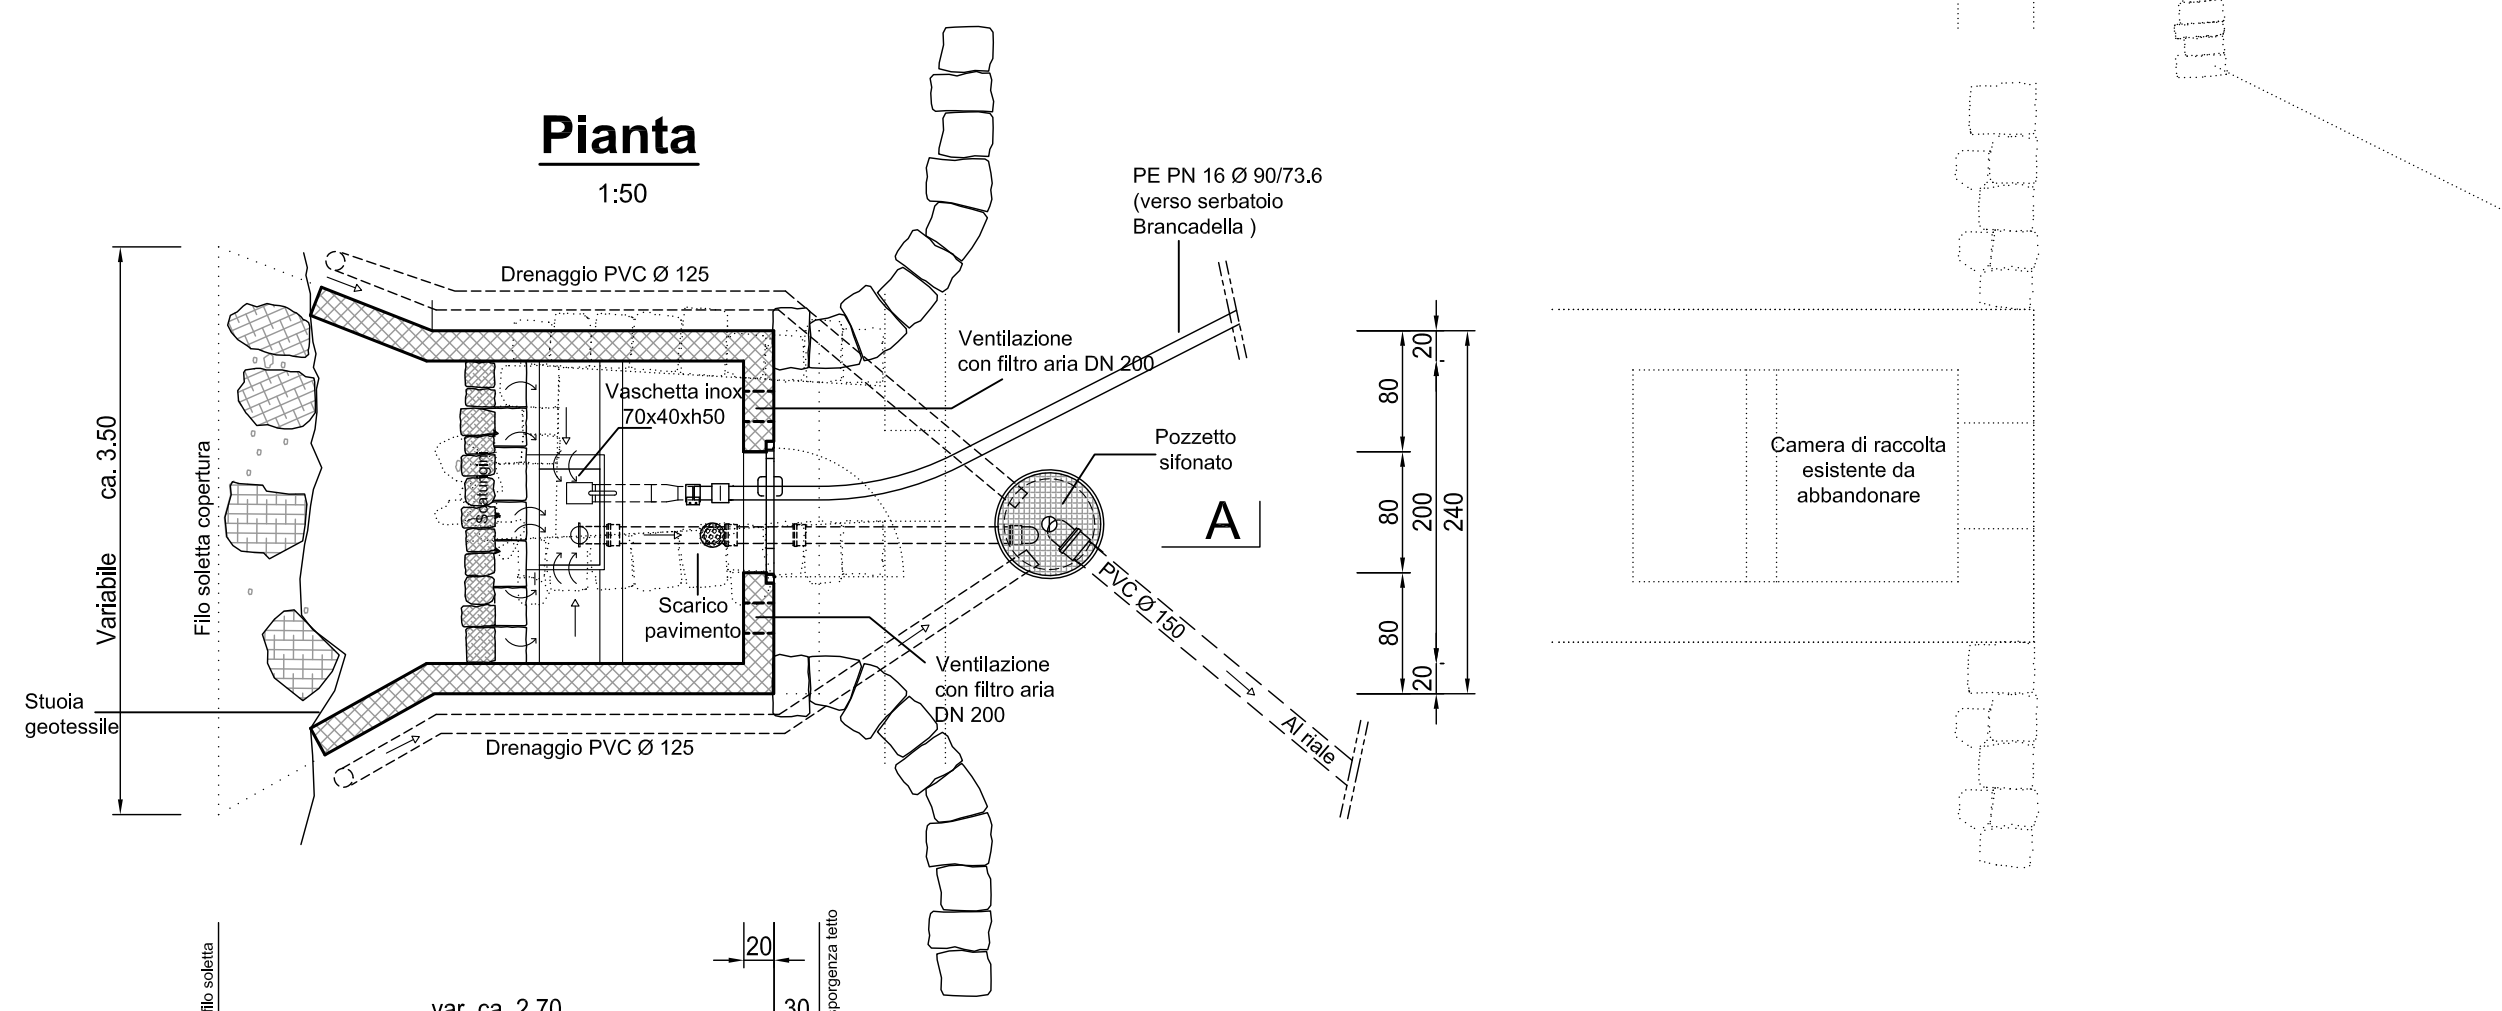 Pianta
1:50
PE PN 16 Ø 90/73.6
(verso serbatoio
Brancadella )
Drenaggio PVC Ø 125
Ventilazione
con filtro aria DN 200
Vaschetta inox
70x40xh50
Pozzetto
sifonato
Sorgenti
A
Variabile ca. 3.50
Filo soletta copertura
Scarico
pavimento
PVC Ø 150
Al riale
Ventilazione
con filtro aria
DN 200
Stuoia
geotessile
Drenaggio PVC Ø 125
20
80
80
200
240
80
20
Camera di raccolta
esistente da
abbandonare
20
filo soletta
sporgenza tetto
var. ca. 2.70
30